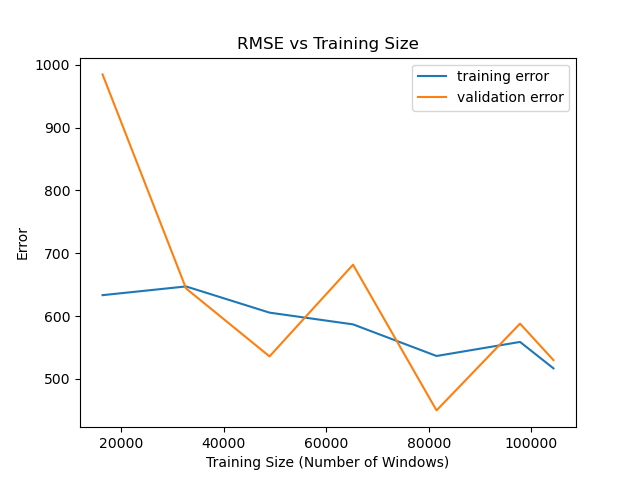 RMSE vs Training Size
1000
900
800
700
600
500
Error
training error
validation error
20000 40000 60000 80000 100000
Training Size (Number of Windows)